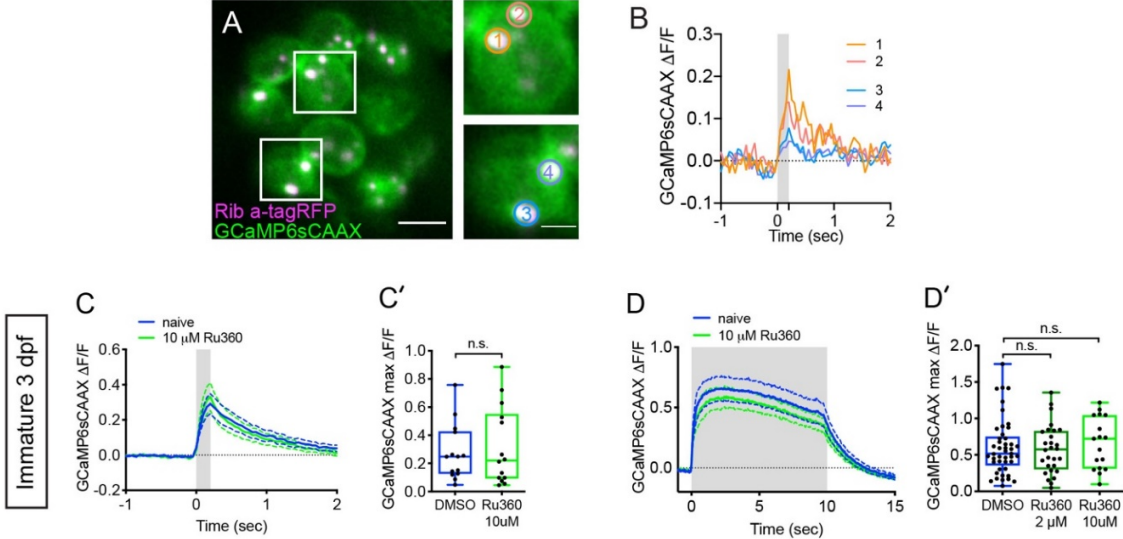 A
2
1
4
3
Rib a-tagRFP
GCaMP6sCAAX
B
GCaMP6sCAAX ΔF/F
0.3
0.2
0.1
0.0
-0.1
1
2
3
4
-1 0 1 2
Time (sec)
Immature 3 dpf
C
naive
10 μM Ru360
GCaMP6sCAAX ΔF/F
0.6
0.4
0.2
0.0
-0.2
-1 0 1 2
Time (sec)
C′
GCaMP6sCAAX max ΔF/F
n.s.
1.0
0.8
0.6
0.4
0.2
0.0
DMSO Ru360
10uM
D
naive
10 μM Ru360
GCaMP6sCAAX ΔF/F
1.0
0.5
0.0
0 5 10 15
Time (sec)
D′
GCaMP6sCAAX max ΔF/F
n.s.
n.s.
2.0
1.5
1.0
0.5
0.0
DMSO Ru360 Ru360
2 μM 10uM